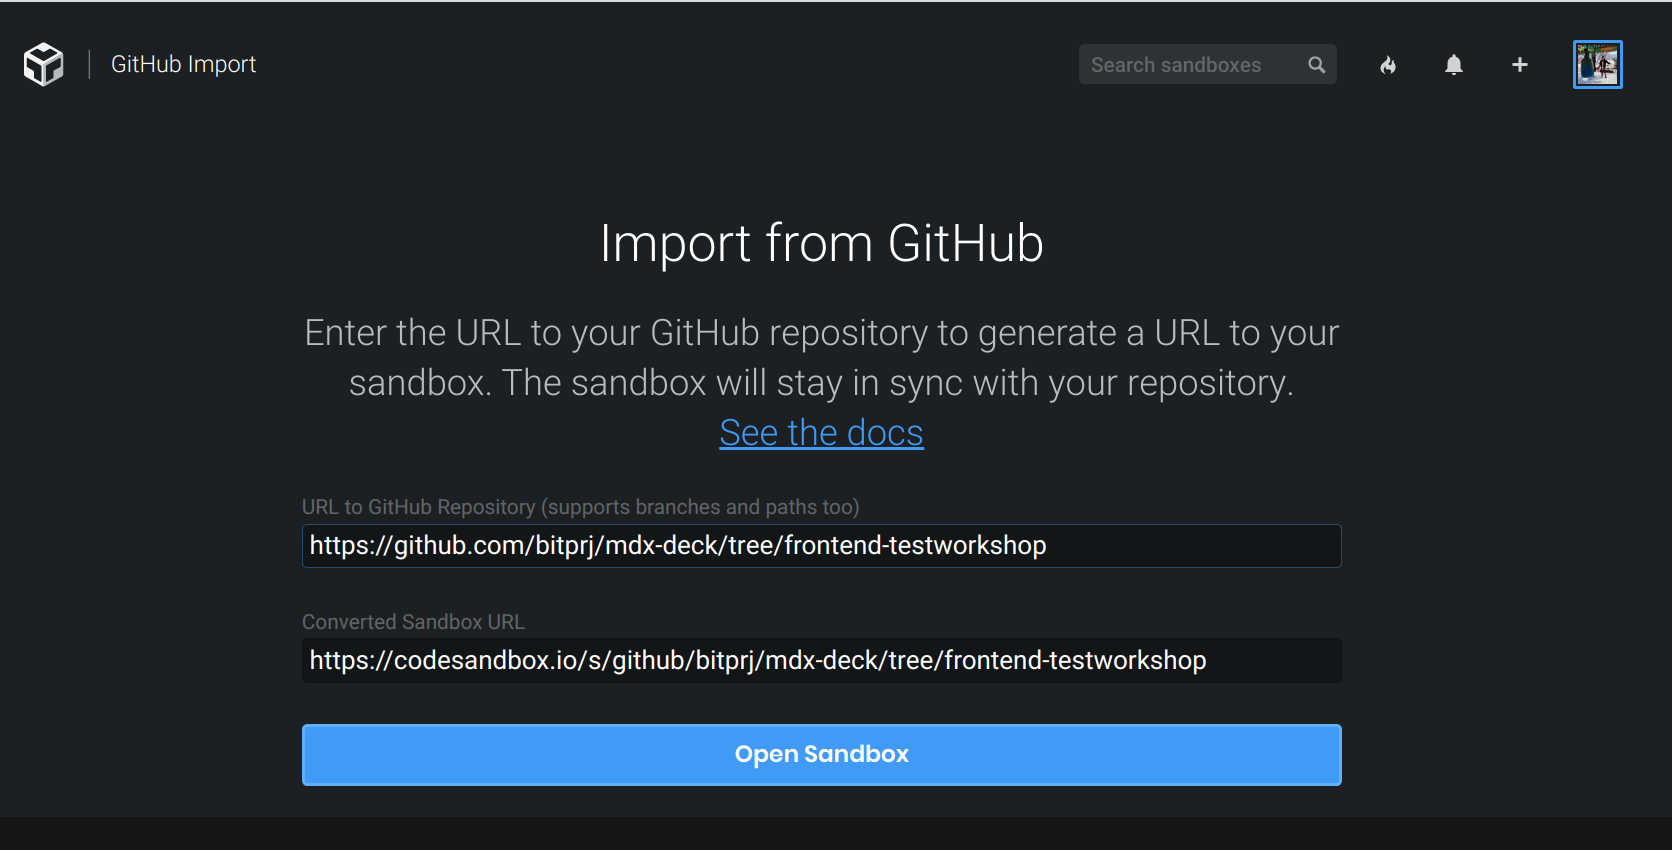 GitHub Import
Search sandboxes
Import from GitHub
Enter the URL to your GitHub repository to generate a URL to your
sandbox. The sandbox will stay in sync with your repository.
See the docs
URL to GitHub Repository (supports branches and paths too)
https://github.com/bitprj/mdx-deck/tree/frontend-testworkshop
Converted Sandbox URL
https://codesandbox.io/s/github/bitprj/mdx-deck/tree/frontend-testworkshop
Open Sandbox